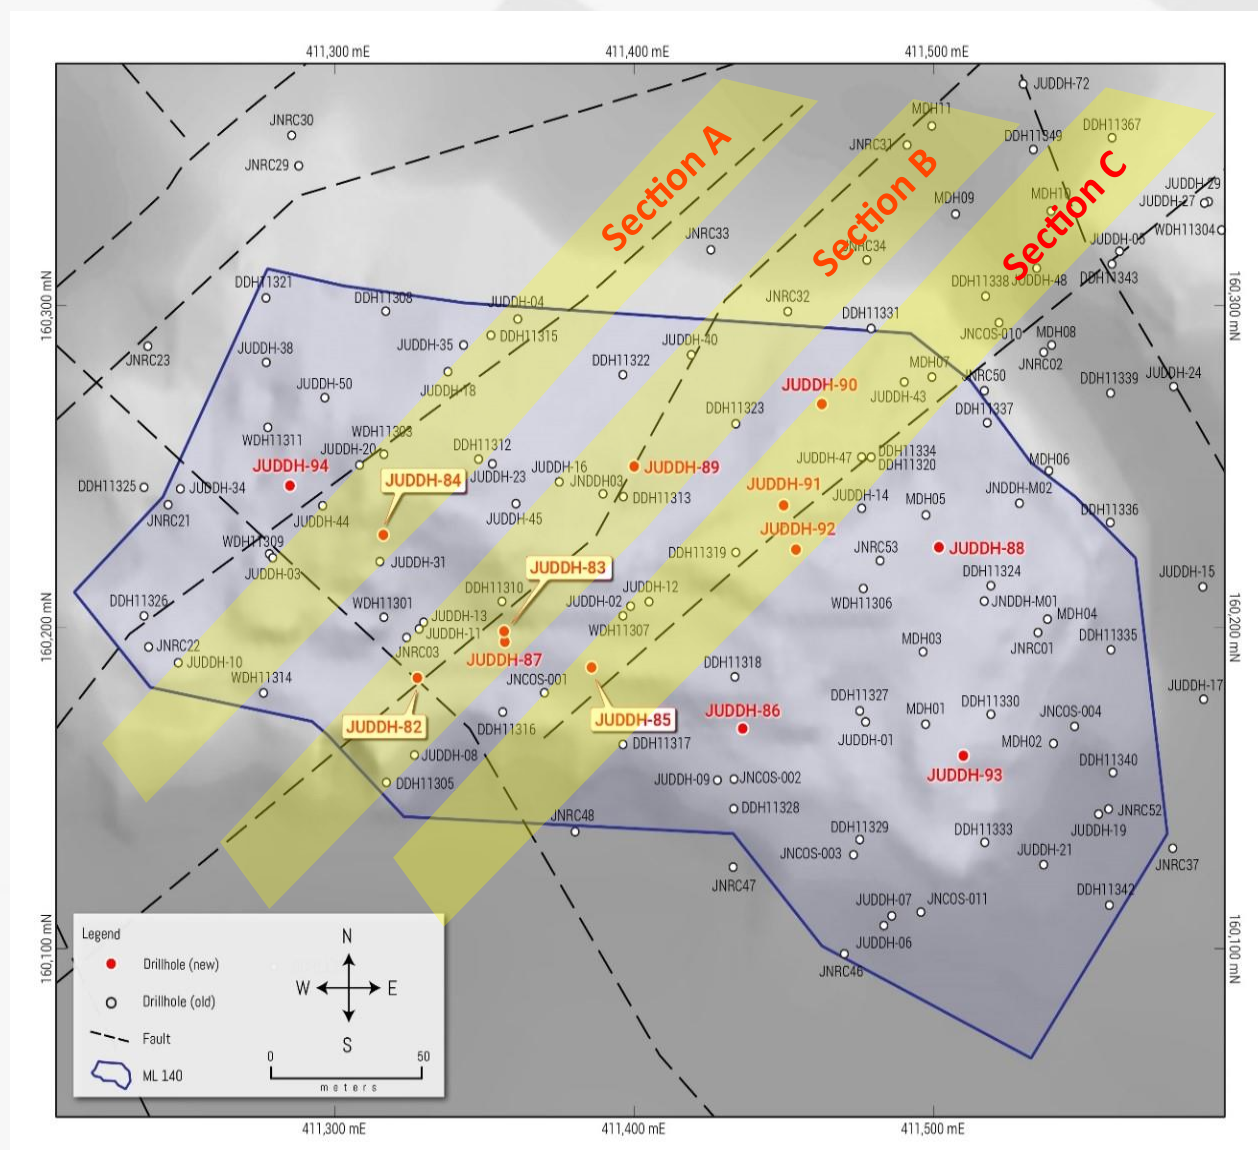 411,300 mE
411,400 mE
411,500 mE
JUDDH-72
MDH11
DDH11367
JNRC30
JNRC31
DDH11349
JNRC29
Section A
Section B
Section C
JUDDH-29
MDH10
JUDDH-27
MDH09
WDH11304
JNRC33
JNRC34
JUDDH-05
DDH11321
DDH11338
JUDDH-48
DDH11343
160,300 mN
160,300 mN
DDH11308
JUDDH-04
JNRC32
DDH11331
DDH11315
JNCOS-010
MDH08
JUDDH-35
JUDDH-40
JNRC23
JUDDH-38
DDH11322
MDH07
JNRC02
JNRC50
JUDDH-24
JUDDH-50
JUDDH-18
JUDDH-90
JUDDH-43
DDH11339
DDH11323
DDH11337
WDH11311
WDH11303
DDH11312
JUDDH-20
JUDDH-47
DDH11334
DDH11320
MDH06
JUDDH-94
JUDDH-16
JUDDH-89
JUDDH-84
JUDDH-23
JNDDH03
JUDDH-91
DDH11325
JUDDH-34
DDH11313
JUDDH-14
MDH05
JNDDH-M02
JNRC21
JUDDH-44
JUDDH-45
DDH11336
JUDDH-92
WDH11309
DDH11319
JNRC53
JUDDH-88
JUDDH-31
JUDDH-83
JUDDH-03
DDH11324
JUDDH-15
DDH11310
JUDDH-12
DDH11326
WDH11301
JUDDH-02
WDH11306
JNDDH-M01
MDH04
JUDDH-13
WDH11307
JUDDH-11
160,200 mN
160,200 mN
JNRC22
JNRC03
MDH03
JNRC01
DDH11335
JUDDH-10
JUDDH-87
DDH11318
WDH11314
JNCOS-001
JUDDH-17
DDH11327
MDH01
DDH11330
JUDDH-82
DDH11316
JUDDH-85
JUDDH-86
JNCOS-004
JUDDH-01
DDH11317
MDH02
JUDDH-08
DDH11340
JUDDH-93
DDH11305
JUDDH-09
JNCOS-002
DDH11328
JNRC52
JNRC48
DDH11329
DDH11333
JUDDH-19
JNCOS-003
JUDDH-21
JNRC37
JNRC47
DDH11342
JUDDH-07
JNCOS-011
JUDDH-06
160,100 mN
160,100 mN
JNRC46
Legend
Drillhole (new)
Drillhole (old)
Fault
ML 140
N
W
E
S
0
50
meters
411,300 mE
411,400 mE
411,500 mE